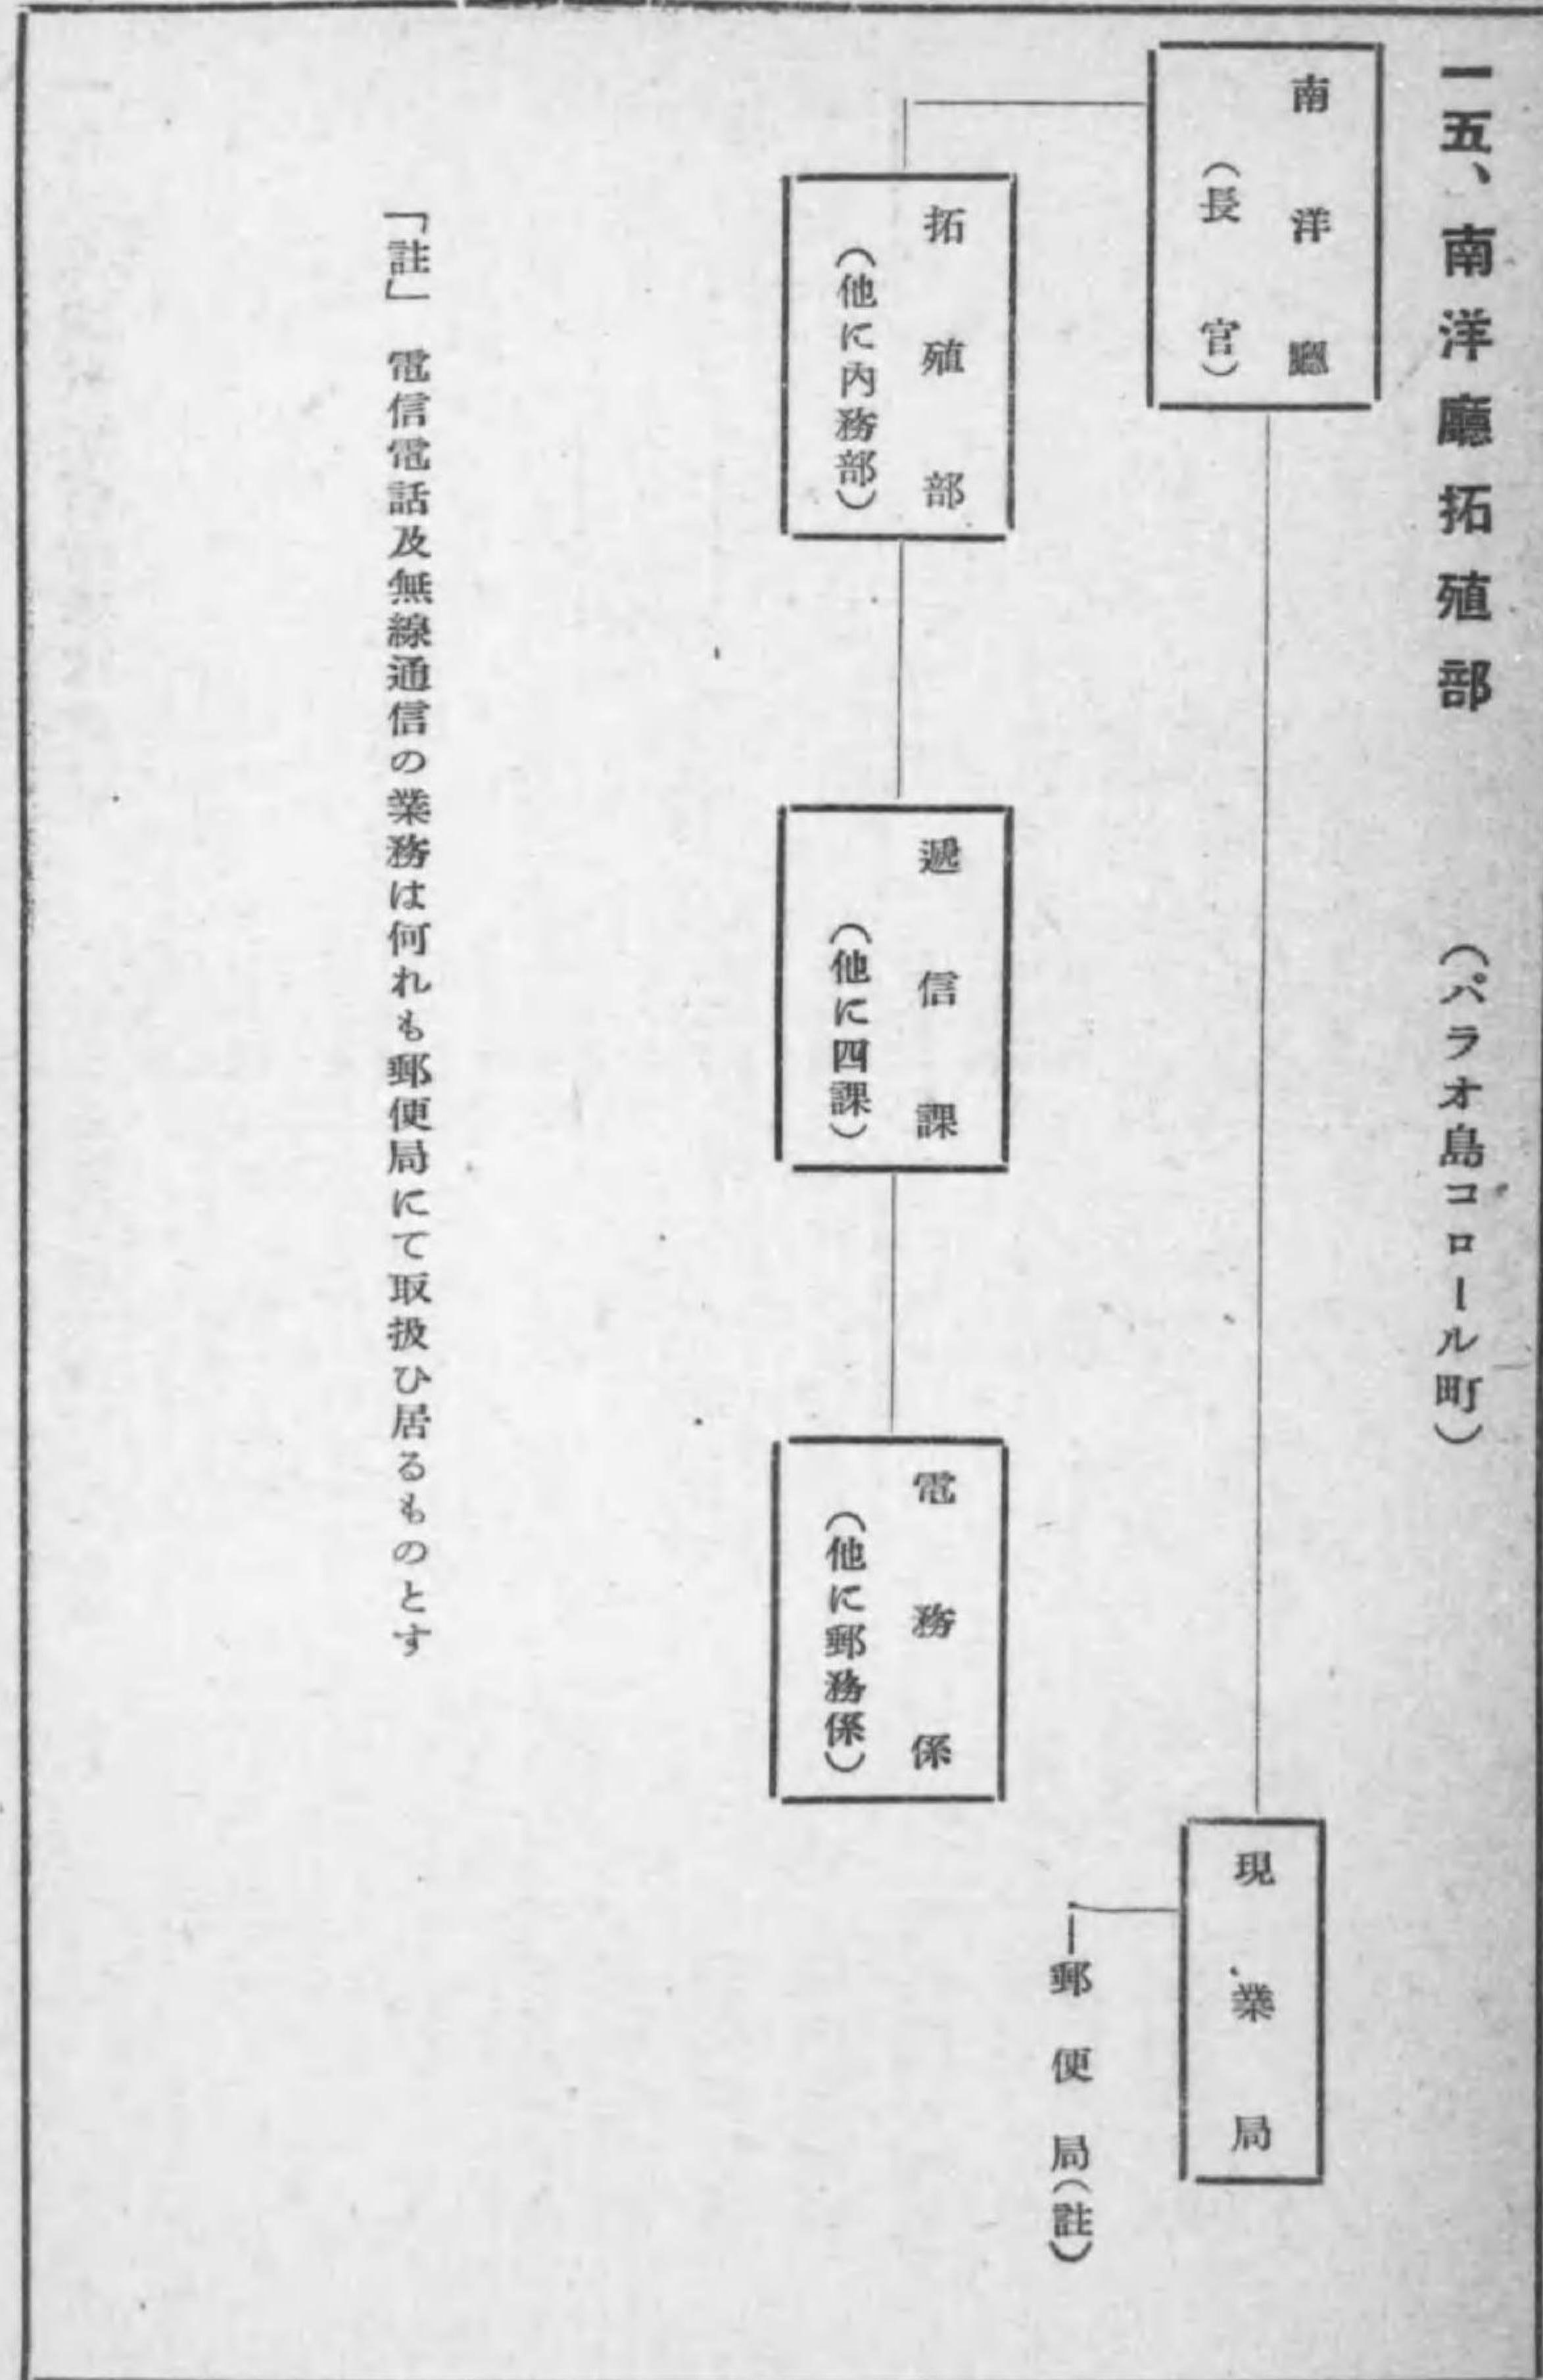 一五、南洋廳拓殖部　（パラオ島コロール町）
南洋廳
（長官）
現業局
郵便局（註）
拓殖部
（他に內務部）
遞信課
（他に四課）
電務係
（他に郵務係）
「註」　電信電話及無線通信の業務は何れも郵便局にて取扱ひ居るものとす